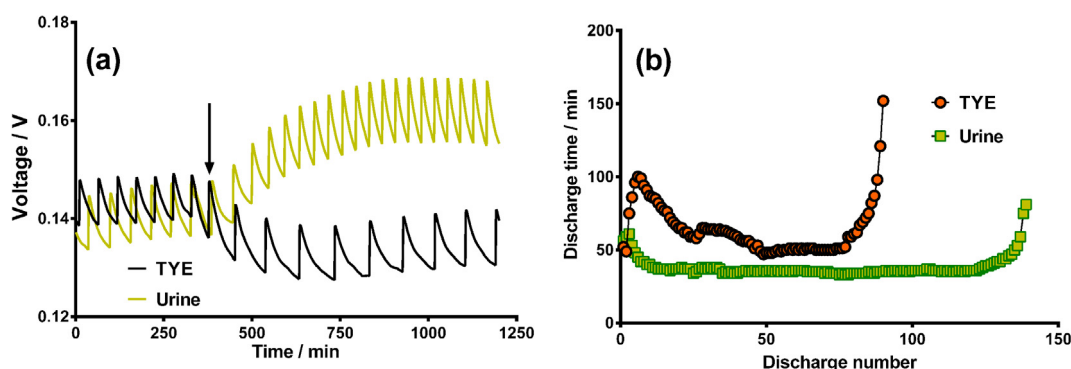 (a)
Voltage / V
0.18
0.16
0.14
0.12
0
250
500
750
1000
1250
Time / min
TYE
Urine
(b)
Discharge time / min
200
150
100
50
0
0
50
100
150
Discharge number
TYE
Urine